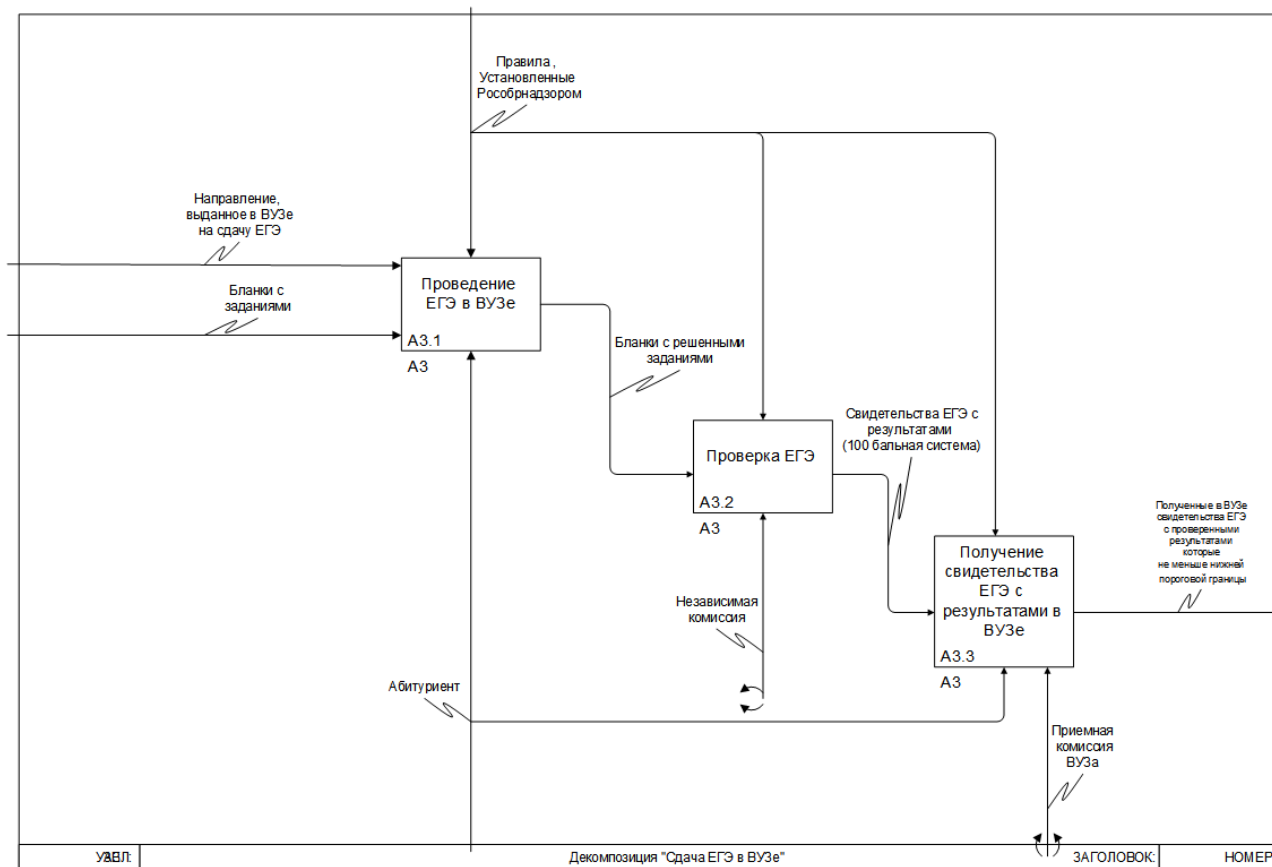 Правила ,
Установленные
Рособрнадзором
Направление,
выданное в ВУЗе
на сдачу ЕГЭ
Бланки с
заданиями
Проведение
ЕГЭ в ВУЗе
А3.1
А3
Бланки с решенными
заданиями
Свидетельства ЕГЭ с
результатами
(100 бальная система)
Проверка ЕГЭ
А3.2
А3
Полученные в ВУЗе
свидетельства ЕГЭ
с проверенными
результатами
которые
не меньше нижней
пороговой границы
Получение
свидетельства
ЕГЭ с
результатами в
ВУЗе
А3.3
А3
Независимая
комиссия
Абитуриент
Приемная
комиссия
ВУЗа
Декомпозиция "Сдача ЕГЭ в ВУЗе"
ЗАГОЛОВОК:
НОМЕР